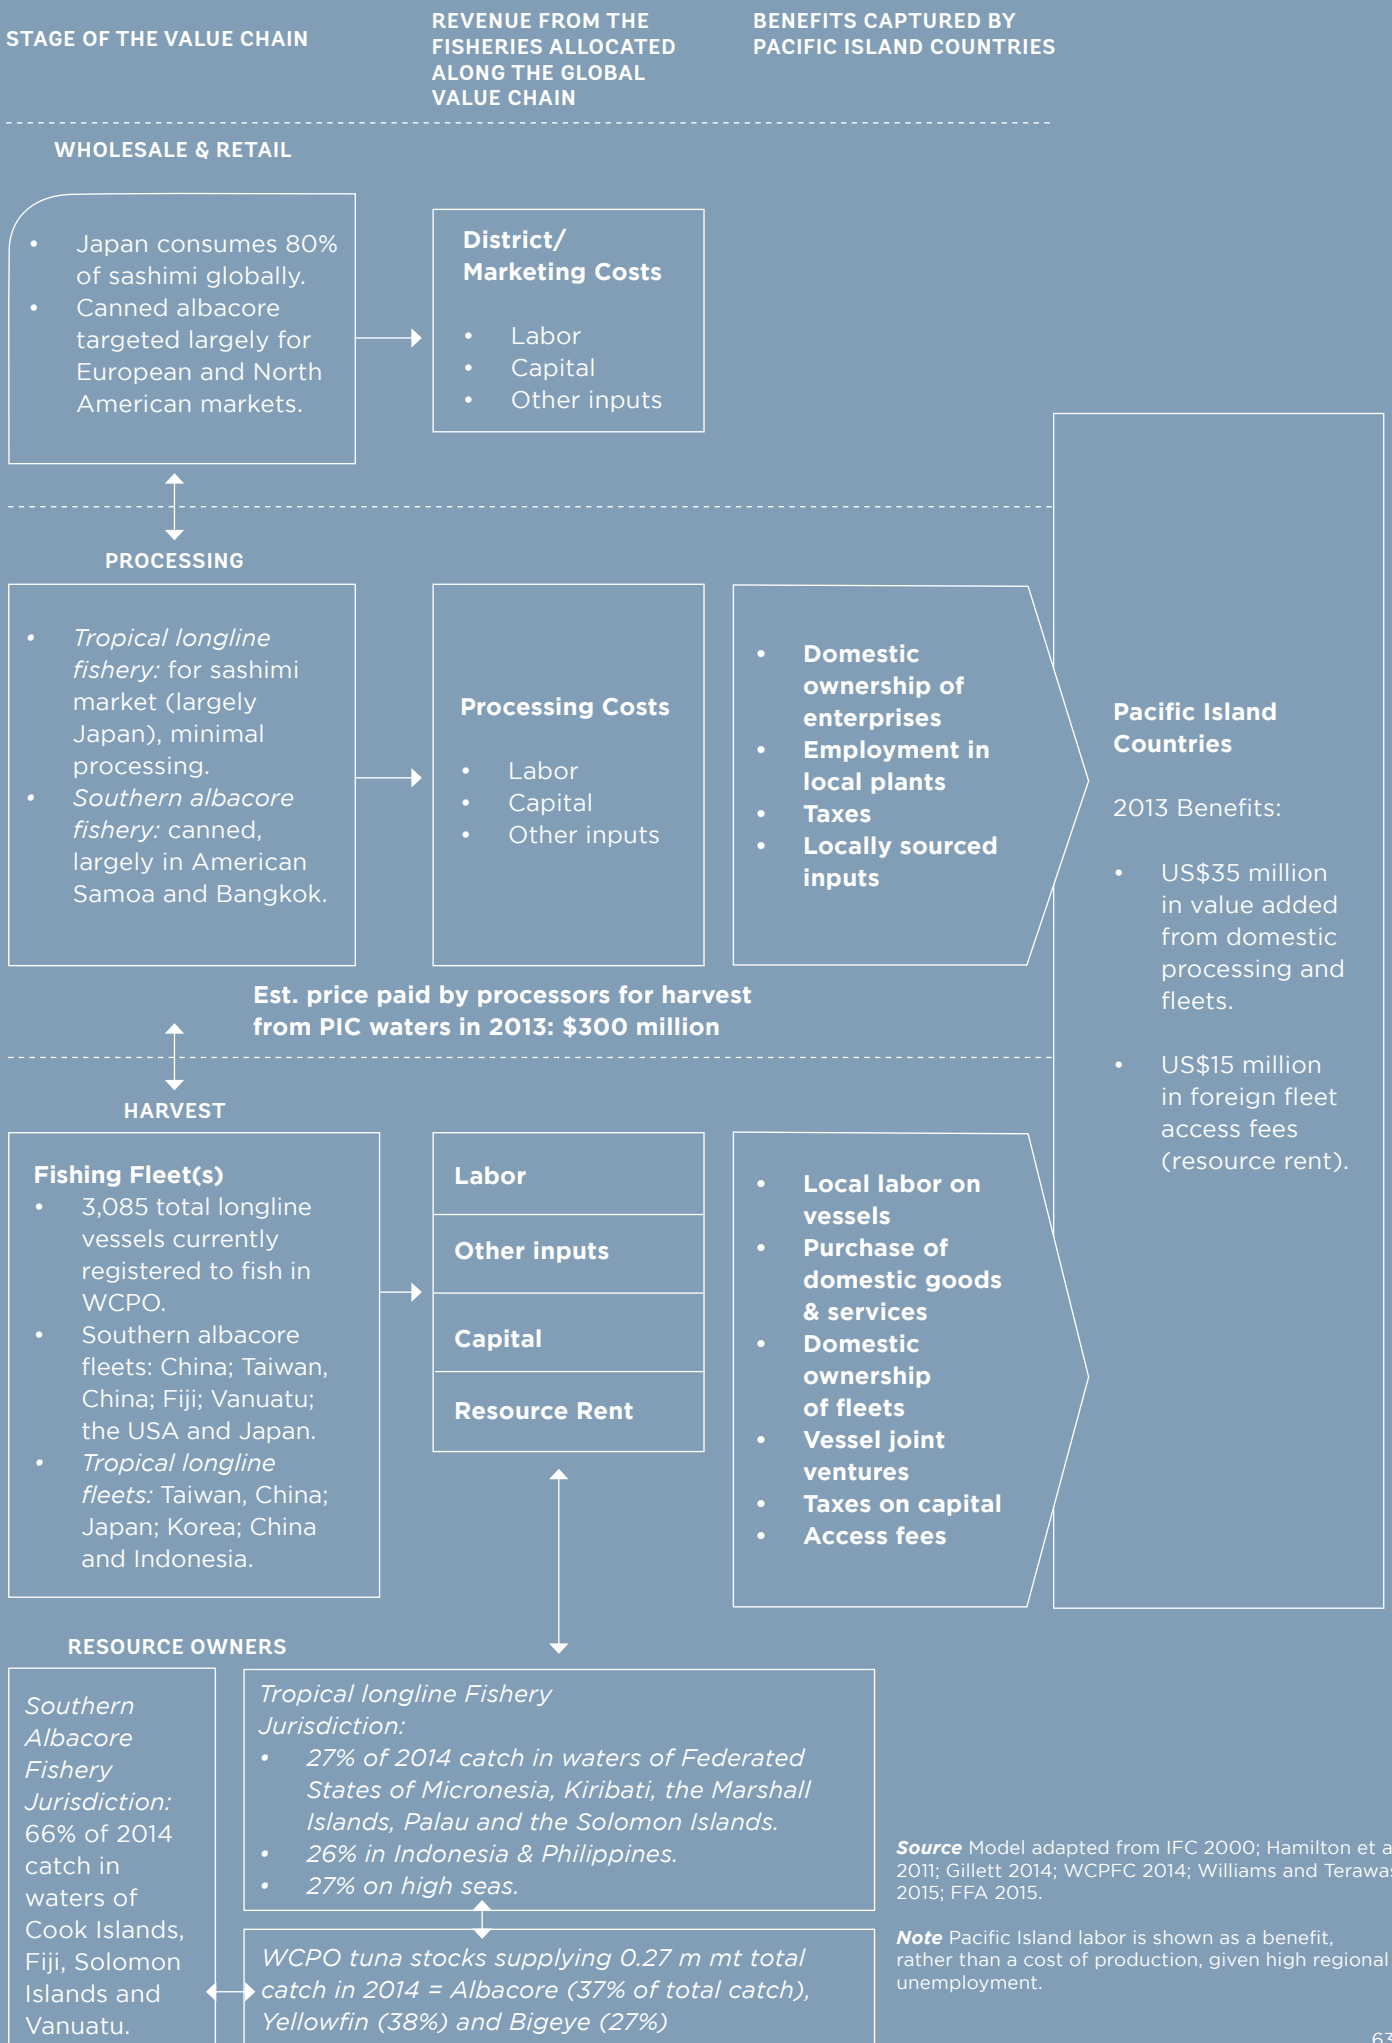 STAGE OF THE VALUE CHAIN
REVENUE FROM THE
FISHERIES ALLOCATED
ALONG THE GLOBAL
VALUE CHAIN
BENEFITS CAPTURED BY
PACIFIC ISLAND COUNTRIES
WHOLESALE & RETAIL
• Japan consumes 80%
of sashimi globally.
• Canned albacore
targeted largely for
European and North
American markets.
District/
Marketing Costs
• Labor
• Capital
• Other inputs
PROCESSING
• Tropical longline
fishery: for sashimi
market (largely
Japan), minimal
processing.
• Southern albacore
fishery: canned,
largely in American
Samoa and Bangkok.
Processing Costs
• Labor
• Capital
• Other inputs
• Domestic
ownership of
enterprises
• Employment in
local plants
• Taxes
• Locally sourced
inputs
Pacific Island
Countries
2013 Benefits:
• US$35 million
in value added
from domestic
processing and
fleets.
• US$15 million
in foreign fleet
access fees
(resource rent).
Est. price paid by processors for harvest
from PIC waters in 2013: $300 million
HARVEST
Fishing Fleet(s)
• 3,085 total longline
vessels currently
registered to fish in
WCPO.
• Southern albacore
fleets: China; Taiwan,
China; Fiji; Vanuatu;
the USA and Japan.
• Tropical longline
fleets: Taiwan, China;
Japan; Korea; China
and Indonesia.
Labor
Other inputs
Capital
Resource Rent
• Local labor on
vessels
• Purchase of
domestic goods
& services
• Domestic
ownership
of fleets
• Vessel joint
ventures
• Taxes on capital
• Access fees
RESOURCE OWNERS
Southern
Albacore
Fishery
Jurisdiction:
66% of 2014
catch in
waters of
Cook Islands,
Fiji, Solomon
Islands and
Vanuatu.
Tropical longline Fishery
Jurisdiction:
• 27% of 2014 catch in waters of Federated
States of Micronesia, Kiribati, the Marshall
Islands, Palau and the Solomon Islands.
• 26% in Indonesia & Philippines.
• 27% on high seas.
WCPO tuna stocks supplying 0.27 m mt total
catch in 2014 = Albacore (37% of total catch),
Yellowfin (38%) and Bigeye (27%)
Source Model adapted from IFC 2000; Hamilton et
2011; Gillett 2014; WCPFC 2014; Williams and
2015; FFA 2015.
Note Pacific Island labor is shown as a benefit,
rather than a cost of production, given high regional
unemployment.
63